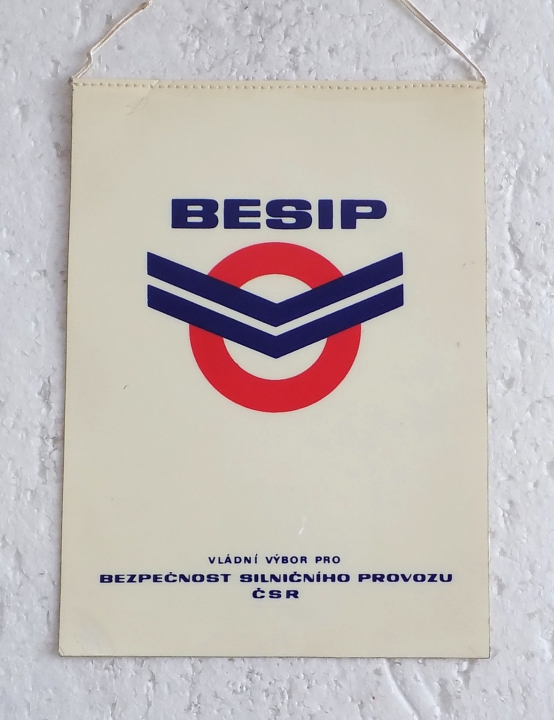 BESIP
VLÁDNÍ VÝBOR PRO
BEZPEČNOST SILNIČNÍHO PROVOZU
ČSR